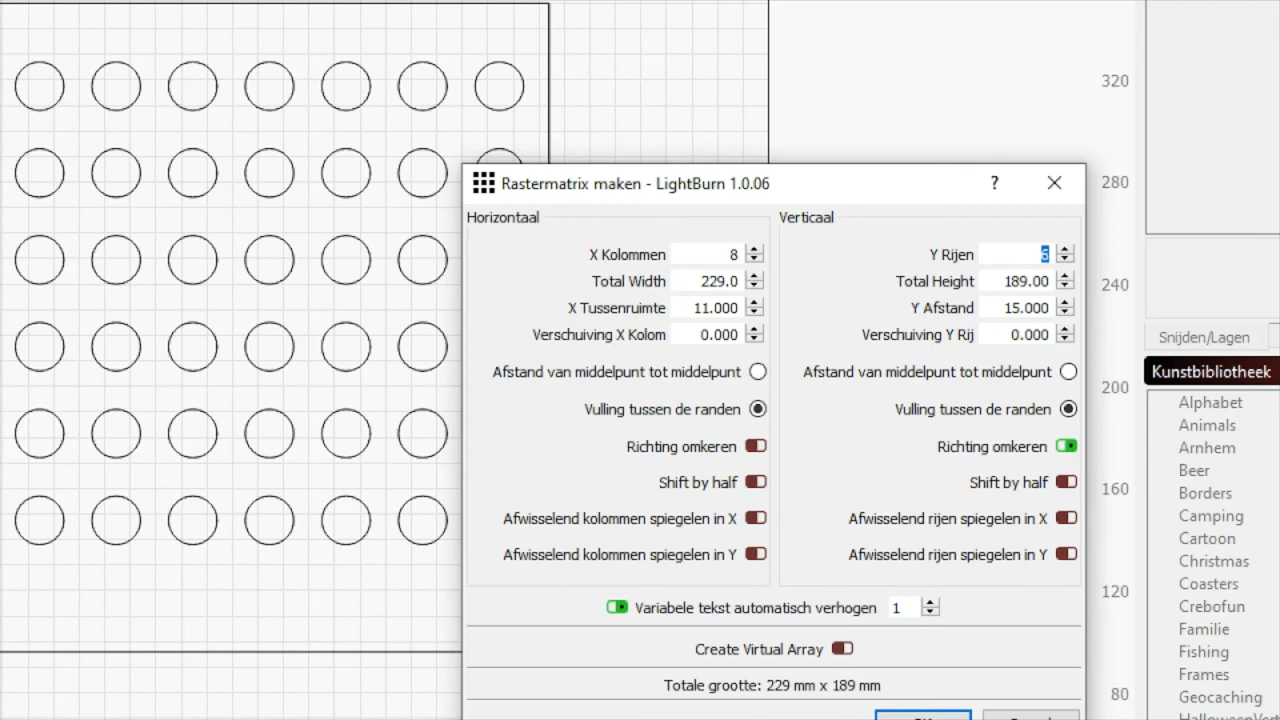 320
280
240
200
160
120
80
Rastermatrix maken - LightBurn 1.0.06
?
Horizontaal
X Kolommen 8
Total Width 229.0
X Tussenruimte 11.000
Verschuiving X Kolom 0.000
Afstand van middelpunt tot middelpunt
Vulling tussen de randen
Richting omkeren
Shift by half
Afwisselend kolommen spiegelen in X
Afwisselend kolommen spiegelen in Y
Verticaal
Y Rijen 6
Total Height 189.00
Y Afstand 15.000
Verschuiving Y Rij 0.000
Afstand van middelpunt tot middelpunt
Vulling tussen de randen
Richting omkeren
Shift by half
Afwisselend rijen spiegelen in X
Afwisselend rijen spiegelen in Y
Variabele tekst automatisch verhogen 1
Create Virtual Array
Totale grootte: 229 mm x 189 mm
Snijden/Lagen
Kunstbibliotheek
Alphabet
Animals
Arnhem
Beer
Borders
Camping
Cartoon
Christmas
Coasters
Crebofun
Familie
Fishing
Frames
Geocaching